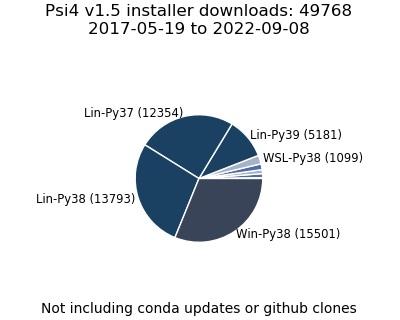 Psi4 v1.5 installer downloads: 49768
2017-05-19 to 2022-09-08
Lin-Py37 (12354)
Lin-Py39 (5181)
WSL-Py38 (1099)
Lin-Py38 (13793)
Win-Py38 (15501)
Not including conda updates or github clones